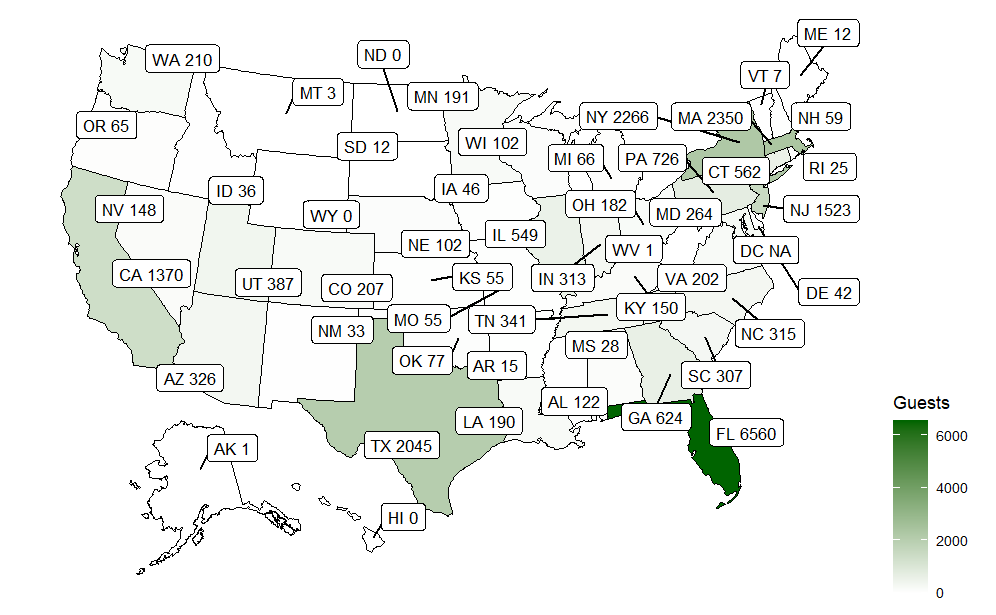 ME 12
ND 0
WA 210
VT 7
MT 3
MN 191
NY 2266
MA 2350
NH 59
OR 65
SD 12
WI 102
MI 66
PA 726
CT 562
RI 25
ID 36
IA 46
NV 148
WY 0
OH 182
MD 264
NJ 1523
NE 102
IL 549
WV 1
DC NA
CA 1370
UT 387
CO 207
KS 55
IN 313
VA 202
DE 42
NM 33
MO 55
TN 341
KY 150
NC 315
OK 77
AR 15
MS 28
AZ 326
SC 307
AL 122
Guests
LA 190
GA 624
FL 6560
6000
TX 2045
AK 1
4000
HI 0
2000
0